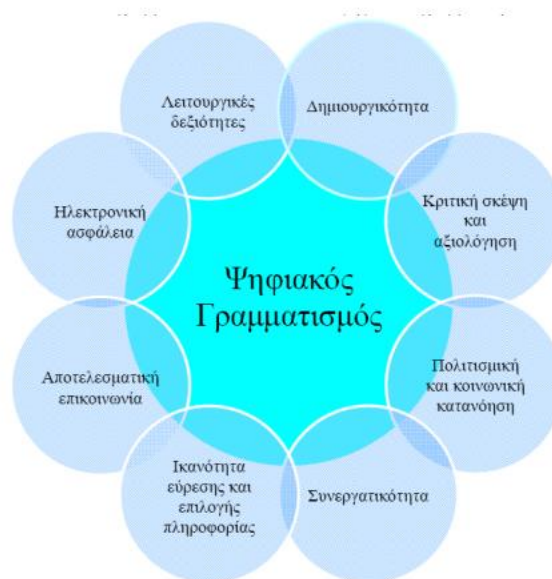 Ψηφιακός
Γραμματισμός
Δημιουργικότητα
Κριτική σκέψη
και
αξιολόγηση
Πολιτισμική
και κοινωνική
κατανόηση
Συνεργατικότητα
Ικανότητα
εύρεσης και
επιλογής
πληροφορίας
Αποτελεσματική
επικοινωνία
Ηλεκτρονική
ασφάλεια
Λειτουργικές
δεξιότητες